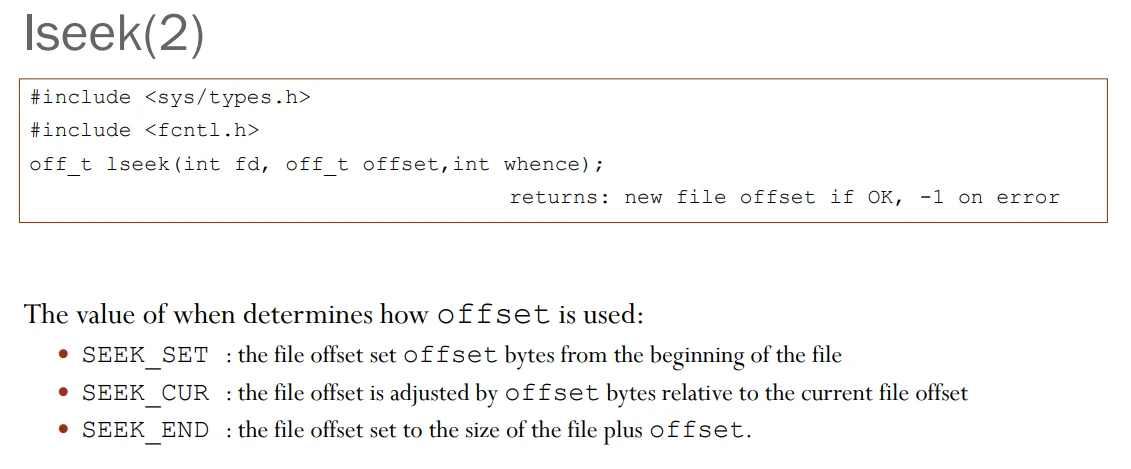 lseek(2)
#include <sys/types.h>
#include <fcntl.h>
off_t lseek(int fd, off_t offset,int whence);
returns: new file offset if OK, -1 on error
The value of when determines how offset is used:
• SEEK_SET : the file offset set offset bytes from the beginning of the file
• SEEK_CUR : the file offset is adjusted by offset bytes relative to the current file offset
• SEEK_END : the file offset set to the size of the file plus offset.